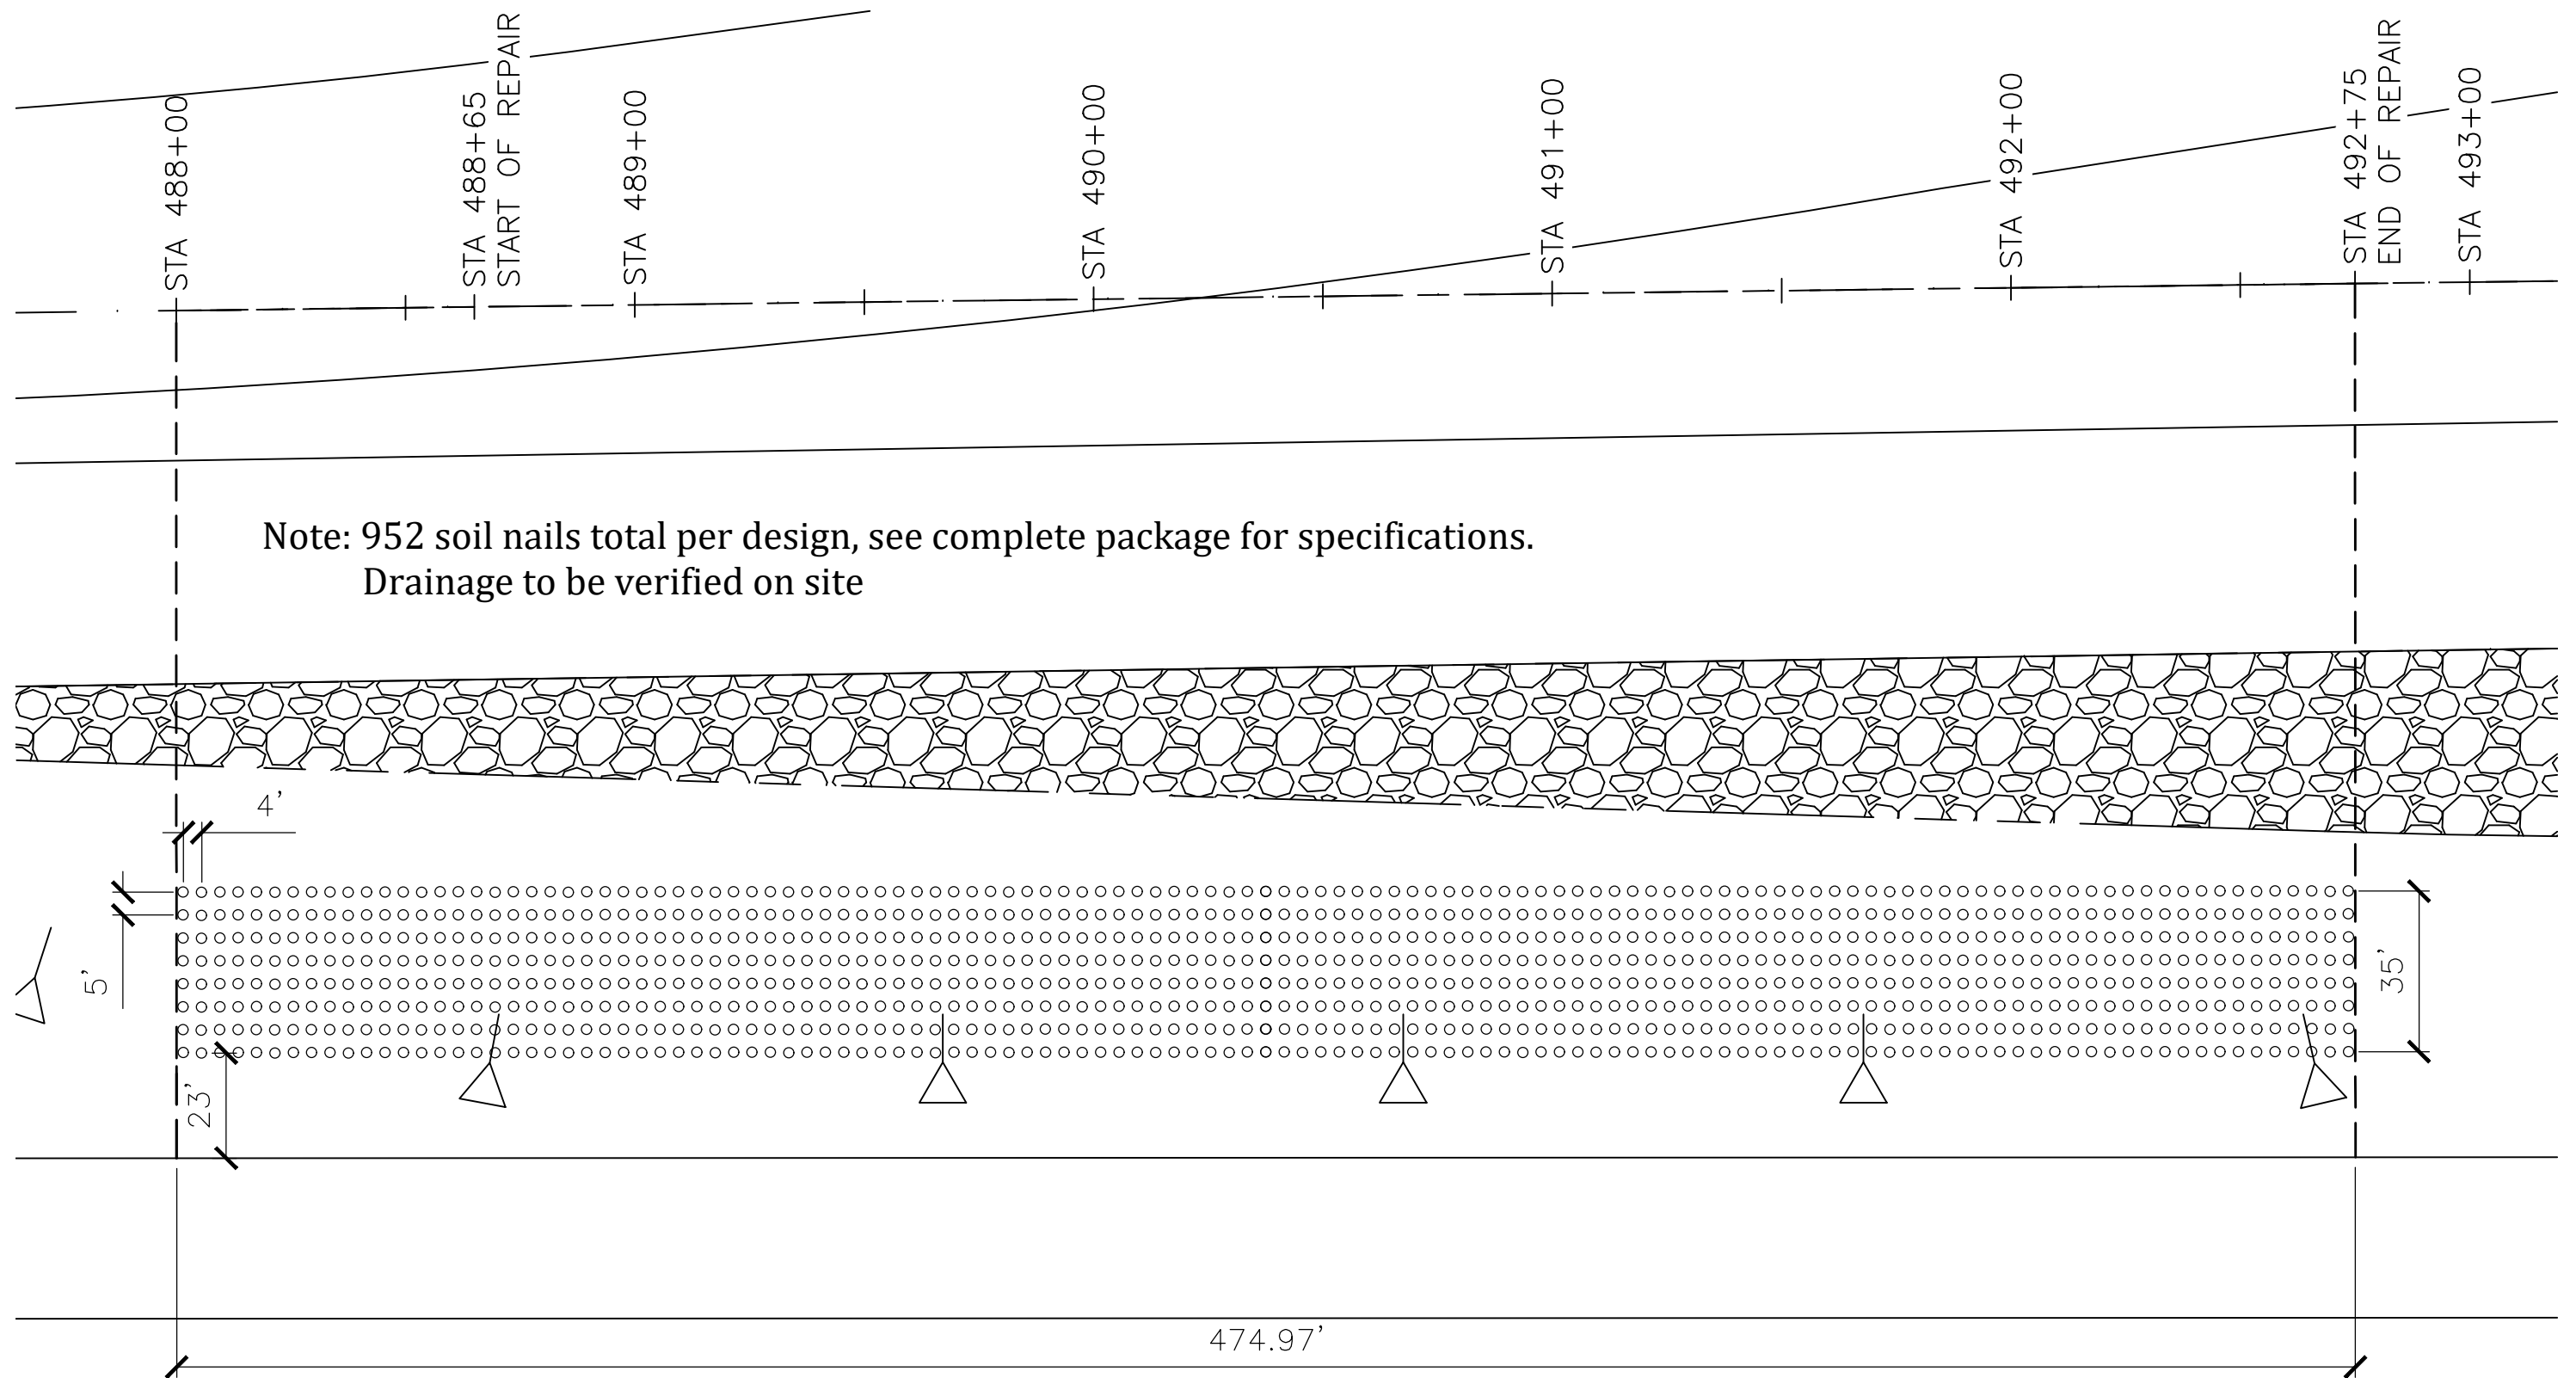 STA 488+00
STA 488+65
START OF REPAIR
STA 489+00
STA 490+00
STA 491+00
STA 492+00
STA 492+75
END OF REPAIR
STA 493+00
Note: 952 soil nails total per design, see complete package for specifications.
Drainage to be verified on site
4'
5'
35'
23'
474.97'